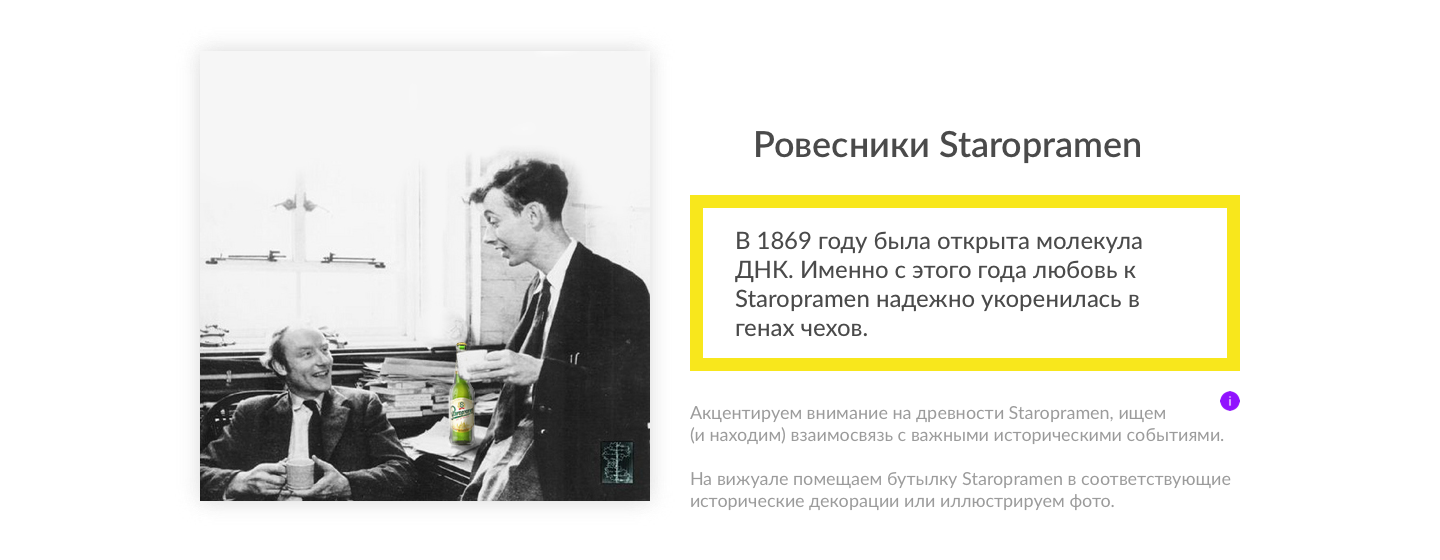 Ровесники Staropramen
В 1869 году была открыта молекула
ДНК. Именно с этого года любовь к
Staropramen надежно укоренилась в
генах чехов.
i
Акцентируем внимание на древности Staropramen, ищем
(и находим) взаимосвязь с важными историческими событиями.
На вижуале помещаем бутылку Staropramen в соответствующие
исторические декорации или иллюстрируем фото.